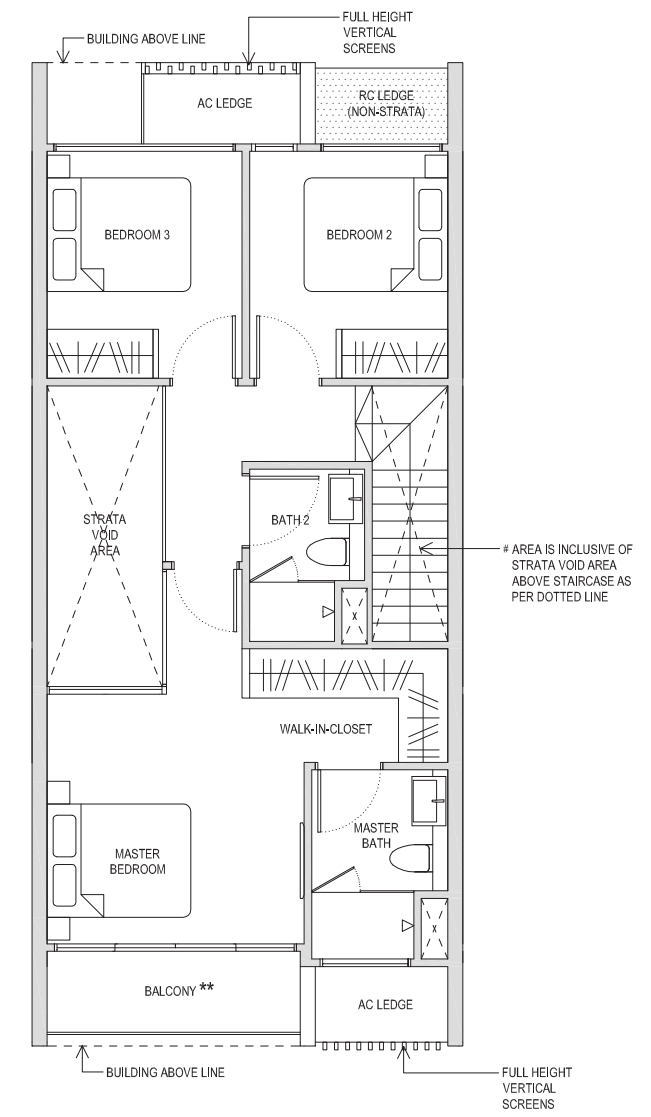 FULL HEIGHT
VERTICAL
SCREENS
BUILDING ABOVE LINE
AC LEDGE
RC LEDGE
(NON-STRATA)
BEDROOM 3
BEDROOM 2
STRATA
VOID
AREA
BATH 2
# AREA IS INCLUSIVE OF
STRATA VOID AREA
ABOVE STAIRCASE AS
PER DOTTED LINE
WALK-IN-CLOSET
MASTER
BATH
MASTER
BEDROOM
BALCONY **
AC LEDGE
BUILDING ABOVE LINE
FULL HEIGHT
VERTICAL
SCREENS